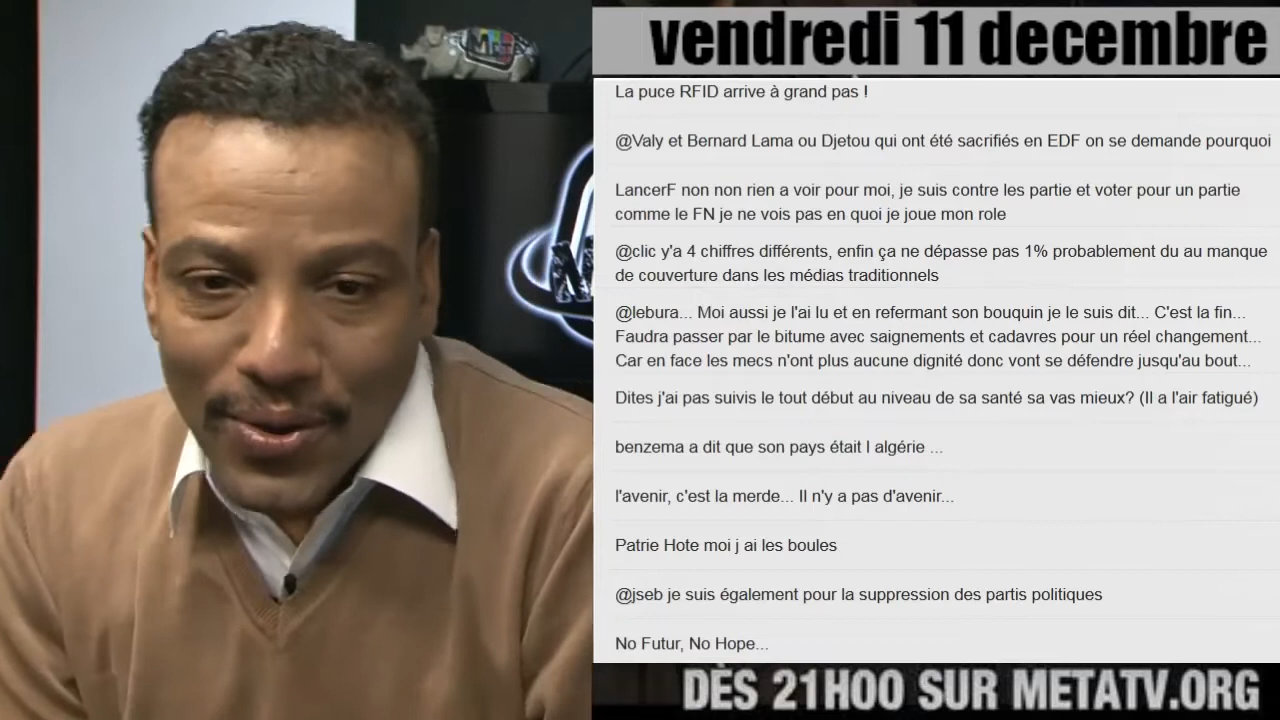 vendredi 11 decembre
META
La puce RFID arrive à grand pas !
@Valy et Bernard Lama ou Djetou qui ont été sacrifiés en EDF on se demande pourquoi
LancerF non non rien a voir pour moi, je suis contre les partie et voter pour un partie
comme le FN je ne vois pas en quoi je joue mon role
@clic y'a 4 chiffres différents, enfin ça ne dépasse pas 1% probablement du au manque
de couverture dans les médias traditionnels
@lebura... Moi aussi je l'ai lu et en refermant son bouquin je le suis dit... C'est la fin...
Faudra passer par le bitume avec saignements et cadavres pour un réel changement...
Car en face les mecs n'ont plus aucune dignité donc vont se défendre jusqu'au bout...
Dites j'ai pas suivis le tout début au niveau de sa santé sa vas mieux? (Il a l'air fatigué)
benzema a dit que son pays était l algérie ...
l'avenir, c'est la merde... Il n'y a pas d'avenir...
Patrie Hote moi j ai les boules
@jseb je suis également pour la suppression des partis politiques
No Futur, No Hope...
DÈS 21H00 SUR METATV.ORG